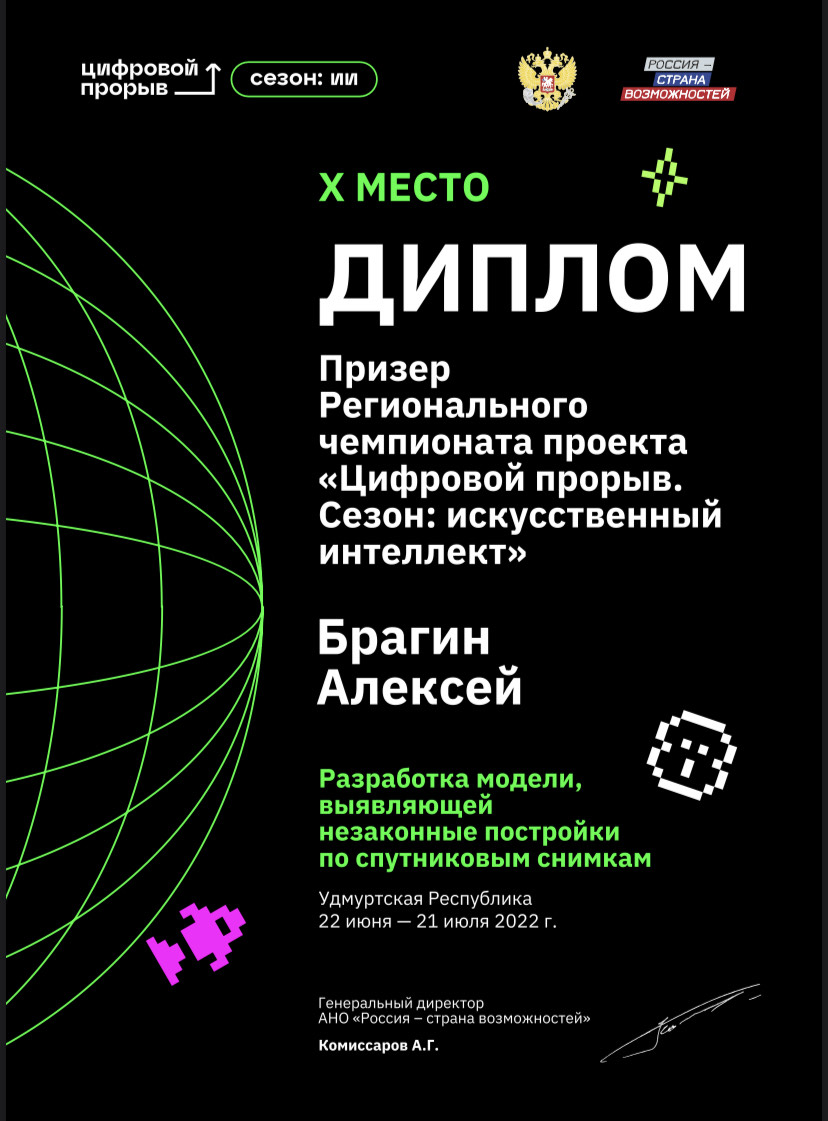 цифровой
прорыв
сезон: ии
РОССИЯ –
СТРАНА
ВОЗМОЖНОСТЕЙ
X МЕСТО
ДИПЛОМ
Призер
Регионального
чемпионата проекта
«Цифровой прорыв.
Сезон: искусственный
интеллект»
Брагин
Алексей
Разработка модели,
выявляющей
незаконные постройки
по спутниковым снимкам
Удмуртская Республика
22 июня — 21 июля 2022 г.
Генеральный директор
АНО «Россия – страна возможностей»
Комиссаров А.Г.